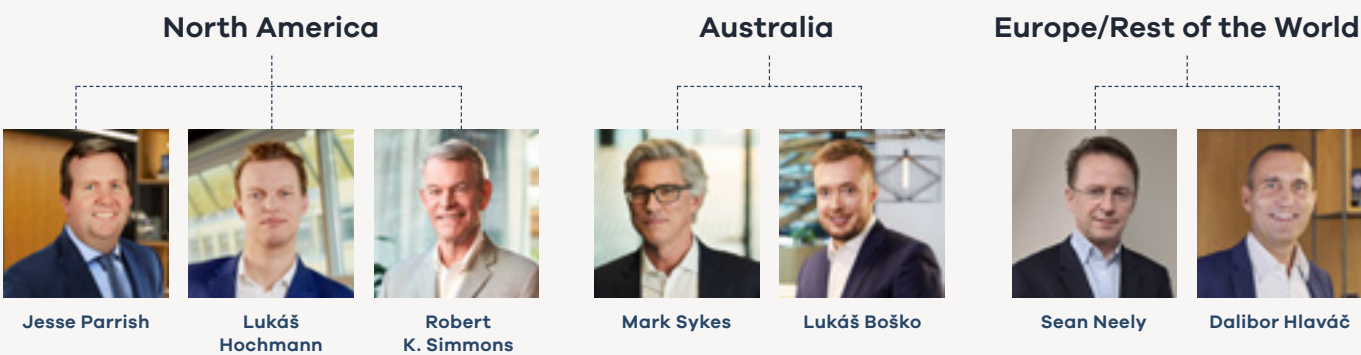 North America
Australia
Europe/Rest of the World
Jesse Parrish
Lukáš
Hochmann
Robert
K. Simmons
Mark Sykes
Lukáš Boško
Sean Neely
Dalibor Hlaváč